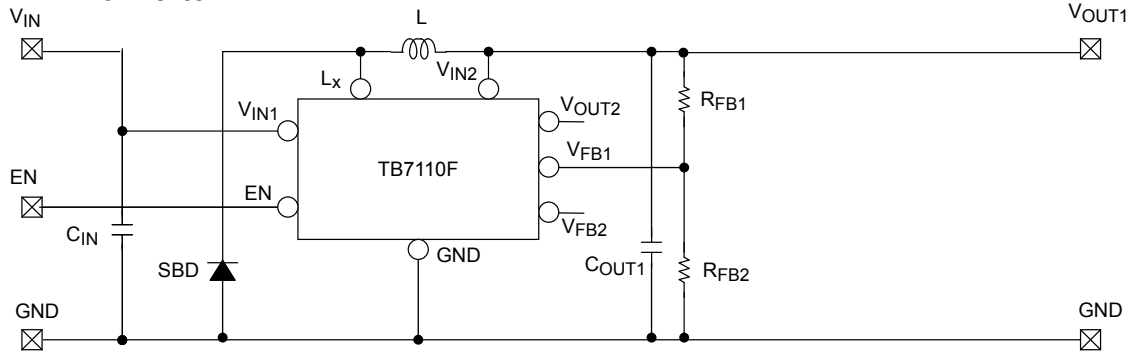 VIN
L
VOUT1
Lx
VIN2
VIN1
VOUT2
RFB1
TB7110F
VFB1
EN
EN
VFB2
CIN
GND
SBD
COUT1
RFB2
GND
GND